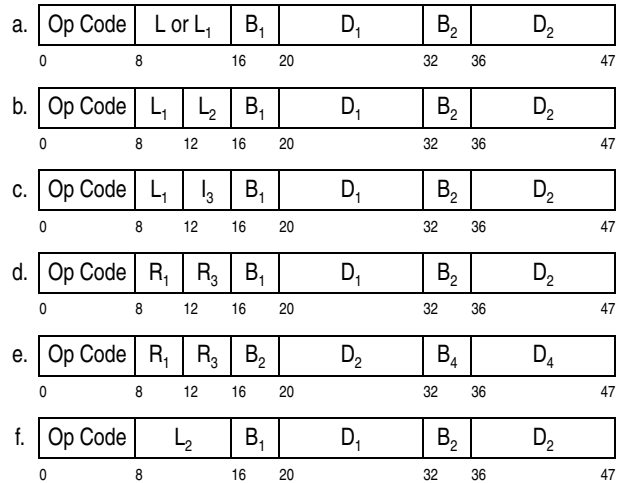 a. Op Code L or L₁ B₁ D₁ B₂ D₂
0 8 16 20 32 36 47
b. Op Code L₁ L₂ B₁ D₁ B₂ D₂
0 8 12 16 20 32 36 47
c. Op Code L₁ I₃ B₁ D₁ B₂ D₂
0 8 12 16 20 32 36 47
d. Op Code R₁ R₃ B₁ D₁ B₂ D₂
0 8 12 16 20 32 36 47
e. Op Code R₁ R₃ B₂ D₂ B₄ D₄
0 8 12 16 20 32 36 47
f. Op Code L₂ B₁ D₁ B₂ D₂
0 8 16 20 32 36 47